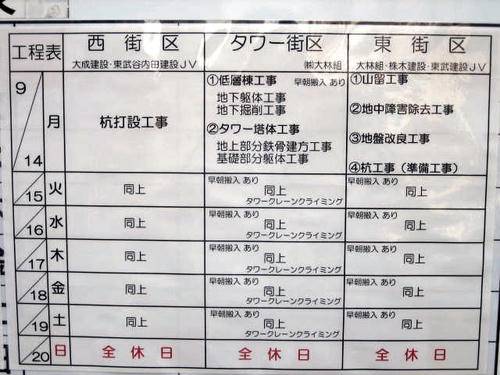 工程表 西街区 タワー街区 東街区
大成建設・東武谷内田建設JV ㈱大林組 大林組・株木建設・東武建設JV
9/14 月 杭打設工事
①低層棟工事 早朝搬入 あり
地下躯体工事
地下掘削工事
②タワー塔体工事
地上部分鉄骨建方工事
基礎部分躯体工事
①山留工事
②地中障害除去工事
③地盤改良工事
④杭工事（準備工事）
早朝搬入 あり 早朝搬入 あり
15 火 同上 同上 同上
タワークレーンクライミング
早朝搬入 あり 早朝搬入 あり
16 水 同上 同上 同上
タワークレーンクライミング
早朝搬入 あり 早朝搬入 あり
17 木 同上 同上 同上
タワークレーンクライミング
早朝搬入 あり 早朝搬入 あり
18 金 同上 同上 同上
タワークレーンクライミング
早朝搬入 あり 早朝搬入 あり
19 土 同上 同上 同上
タワークレーンクライミング
20 日 全休日 全休日 全休日